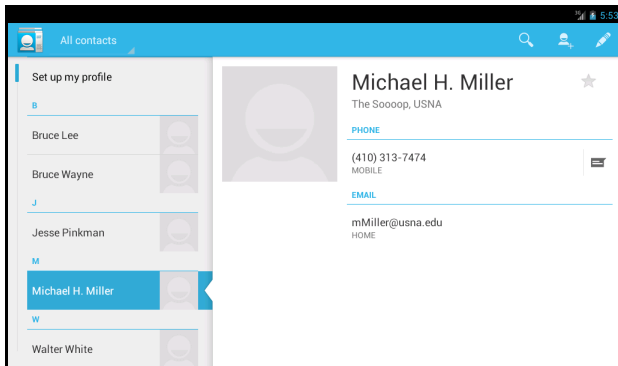 3G 5:53
All contacts
Set up my profile
B
Bruce Lee
Bruce Wayne
J
Jesse Pinkman
M
Michael H. Miller
W
Walter White
Michael H. Miller
The Soooop, USNA
PHONE
(410) 313-7474
MOBILE
EMAIL
mMiller@usna.edu
HOME